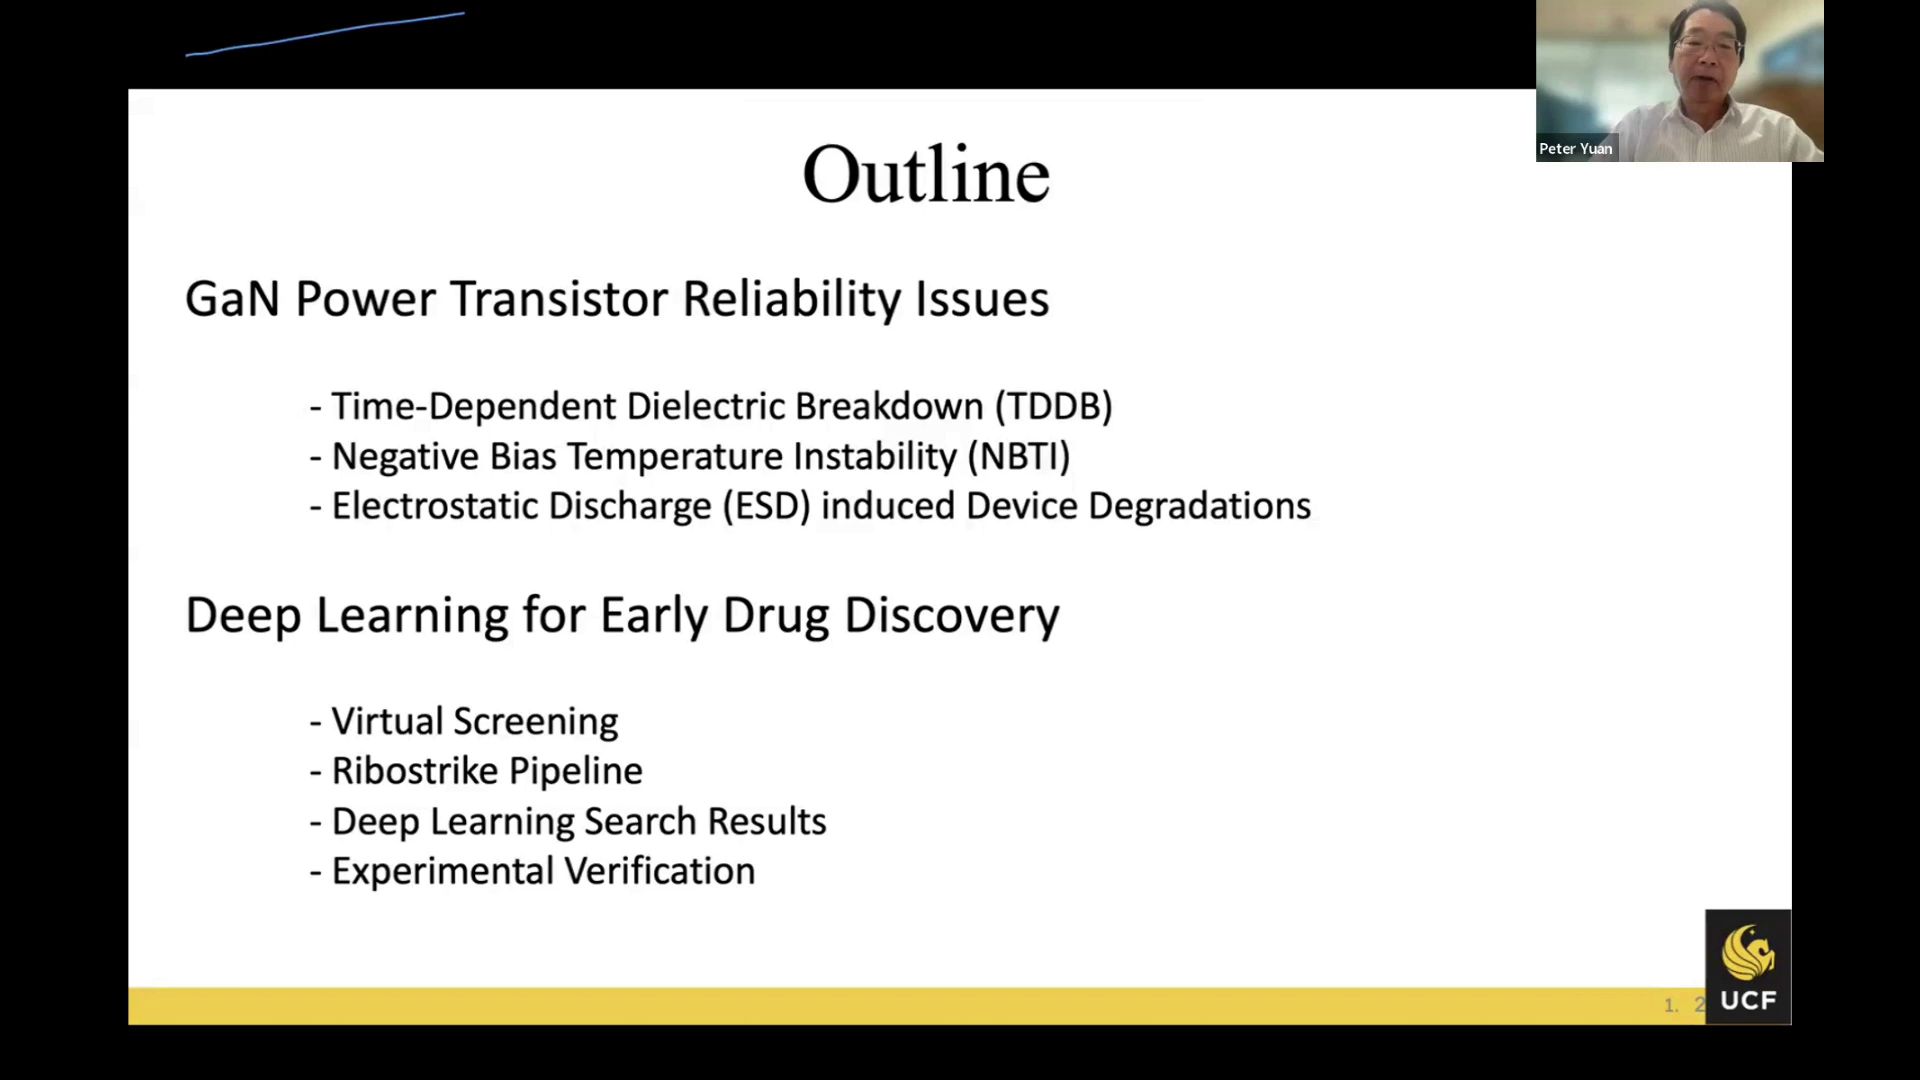 Peter Yuan
Outline
GaN Power Transistor Reliability Issues
- Time-Dependent Dielectric Breakdown (TDDB)
- Negative Bias Temperature Instability (NBTI)
- Electrostatic Discharge (ESD) induced Device Degradations
Deep Learning for Early Drug Discovery
- Virtual Screening
- Ribostrike Pipeline
- Deep Learning Search Results
- Experimental Verification
1. 2
UCF